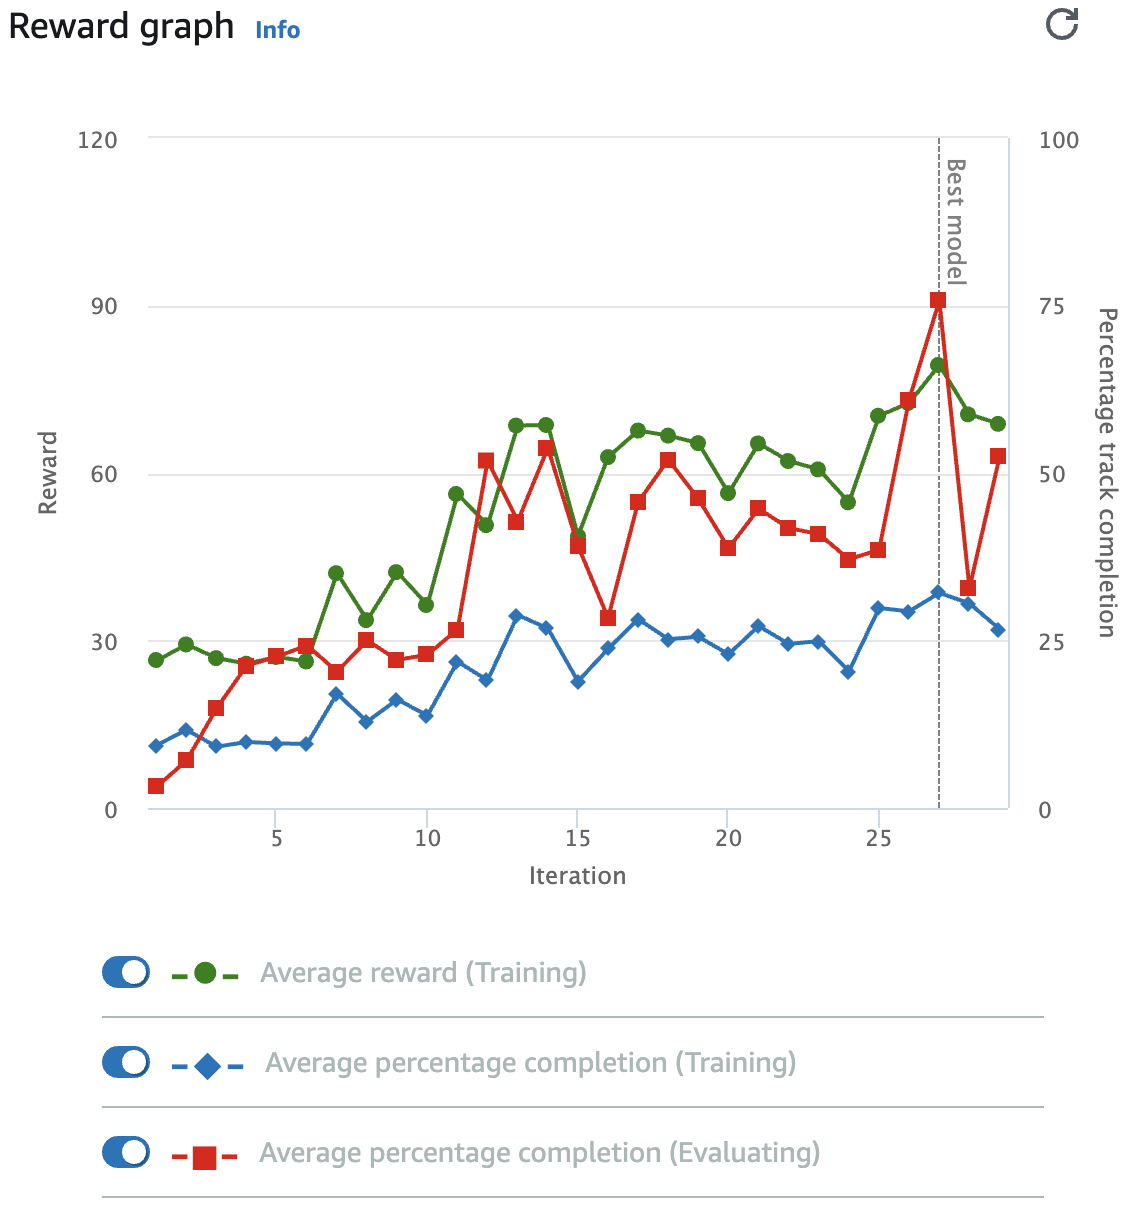 Reward graph Info
120
90
60
30
0
Reward
100
75
50
25
0
Percentage track completion
Best model
5 10 15 20 25
Iteration
Average reward (Training)
Average percentage completion (Training)
Average percentage completion (Evaluating)